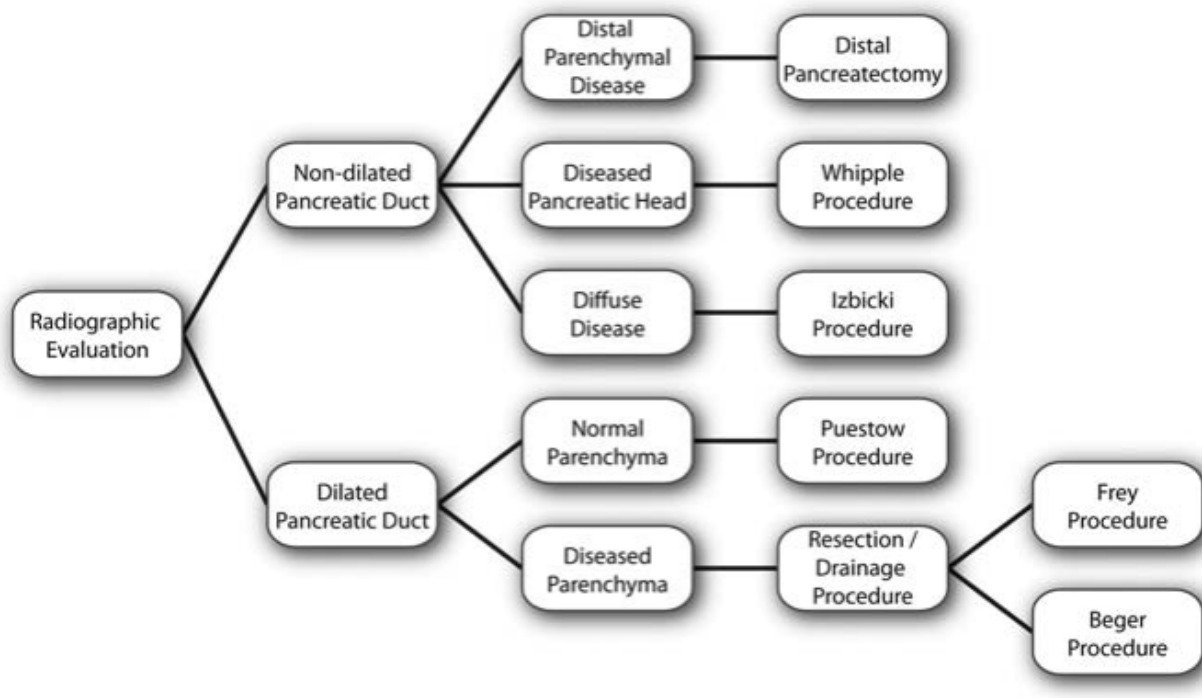 Radiographic
Evaluation
Non-dilated
Pancreatic Duct
Dilated
Pancreatic Duct
Distal
Parenchymal
Disease
Diseased
Pancreatic Head
Diffuse
Disease
Normal
Parenchyma
Diseased
Parenchyma
Distal
Pancreatectomy
Whipple
Procedure
Izbicki
Procedure
Puestow
Procedure
Resection /
Drainage
Procedure
Frey
Procedure
Beger
Procedure